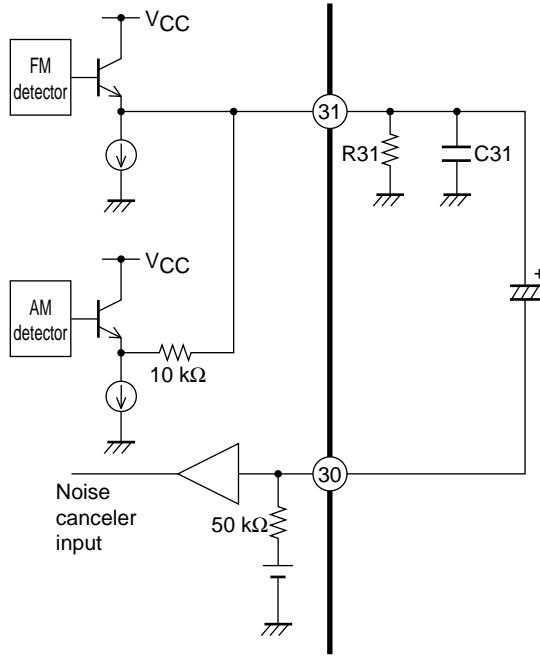 VCC
FM
detector
31
R31
C31
+
VCC
AM
detector
10 kΩ
30
Noise
canceler
input
50 kΩ